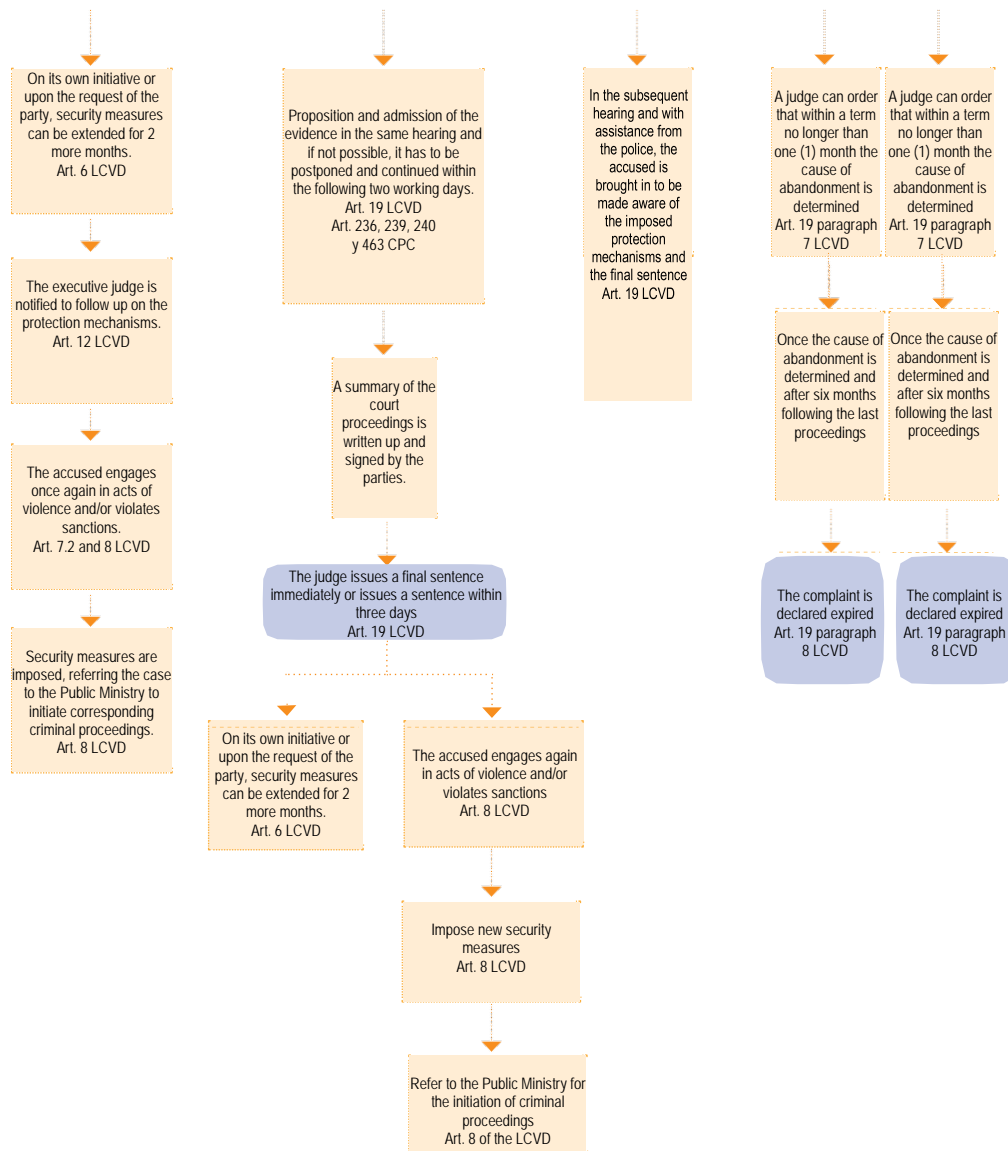 On its own initiative or
upon the request of the
party, security measures
can be extended for 2
more months.
Art. 6 LCVD
The executive judge is
notified to follow up on the
protection mechanisms.
Art. 12 LCVD
The accused engages
once again in acts of
violence and/or violates
sanctions.
Art. 7.2 and 8 LCVD
Security measures are
imposed, referring the case
to the Public Ministry to
initiate corresponding
criminal proceedings.
Art. 8 LCVD
Proposition and admission of the
evidence in the same hearing and
if not possible, it has to be
postponed and continued within
the following two working days.
Art. 19 LCVD
Art. 236, 239, 240
y 463 CPC
A summary of the
court
proceedings is
written up and
signed by the
parties.
The judge issues a final sentence
immediately or issues a sentence within
three days
Art. 19 LCVD
On its own initiative or
upon the request of the
party, security measures
can be extended for 2
more months.
Art. 6 LCVD
The accused engages again
in acts of violence and/or
violates sanctions
Art. 8 LCVD
Impose new security
measures
Art. 8 LCVD
Refer to the Public Ministry for
the initiation of criminal
proceedings
Art. 8 of the LCVD
In the subsequent
hearing and with
assistance from
the police, the
accused is
brought in to be
made aware of
the imposed
protection
mechanisms and
the final sentence
Art. 19 LCVD
A judge can order
that within a term
no longer than
one (1) month the
cause of
abandonment is
determined
Art. 19 paragraph
7 LCVD
Once the cause of
abandonment is
determined and
after six months
following the last
proceedings
The complaint is
declared expired
Art. 19 paragraph
8 LCVD
A judge can order
that within a term
no longer than
one (1) month the
cause of
abandonment is
determined
Art. 19 paragraph
7 LCVD
Once the cause of
abandonment is
determined and
after six months
following the last
proceedings
The complaint is
declared expired
Art. 19 paragraph
8 LCVD